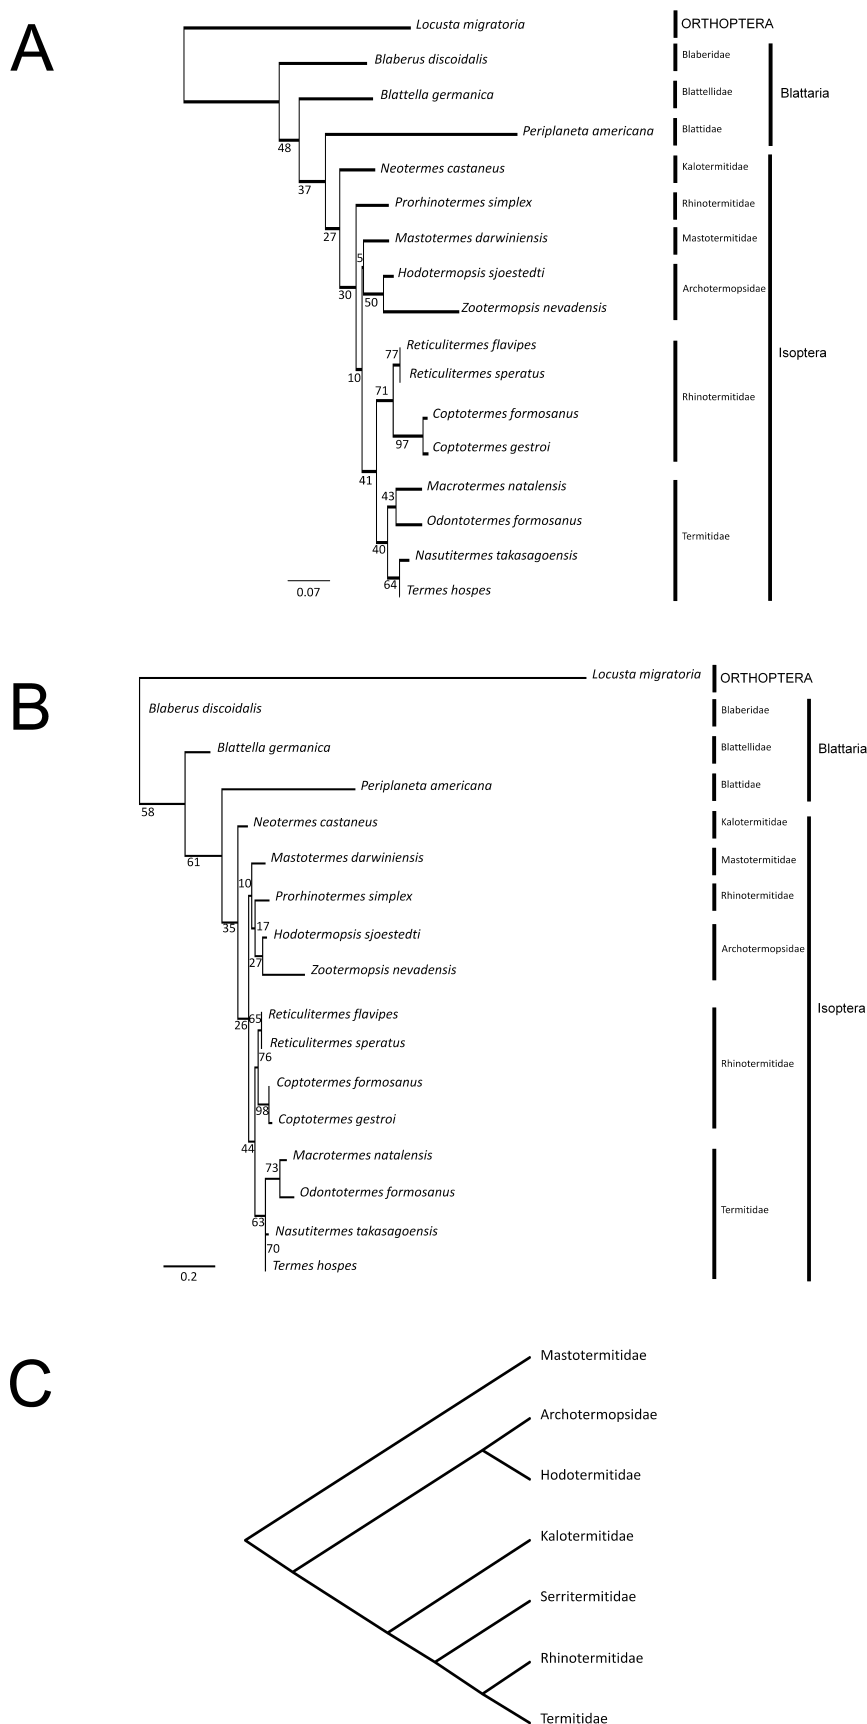 A
Locusta migratoria
ORTHOPTERA
Blaberus discoidalis
Blaberidae
Blattella germanica
Blattellidae
Blattaria
Periplaneta americana
Blattidae
48
Neotermes castaneus
Kalotermitidae
37
Prorhinotermes simplex
Rhinotermitidae
27
Mastotermes darwiniensis
Mastotermitidae
5
Hodotermopsis sjoestedti
Archotermopsidae
30
50
Zootermopsis nevadensis
Reticulitermes flavipes
77
Isoptera
10
Reticulitermes speratus
71
Rhinotermitidae
Coptotermes formosanus
97
Coptotermes gestroi
41
Macrotermes natalensis
43
Odontotermes formosanus
Termitidae
40
Nasutitermes takasagoensis
64
Termes hospes
0.07
B
Locusta migratoria
ORTHOPTERA
Blaberus discoidalis
Blaberidae
Blattella germanica
Blattellidae
Blattaria
Periplaneta americana
Blattidae
58
Neotermes castaneus
Kalotermitidae
61
Mastotermes darwiniensis
Mastotermitidae
10
Prorhinotermes simplex
Rhinotermitidae
35
17
Hodotermopsis sjoestedti
Archotermopsidae
27
Zootermopsis nevadensis
Isoptera
26
65
Reticulitermes flavipes
Reticulitermes speratus
76
Rhinotermitidae
Coptotermes formosanus
98
Coptotermes gestroi
44
Macrotermes natalensis
73
Odontotermes formosanus
Termitidae
63
Nasutitermes takasagoensis
70
Termes hospes
0.2
C
Mastotermitidae
Archotermopsidae
Hodotermitidae
Kalotermitidae
Serritermitidae
Rhinotermitidae
Termitidae